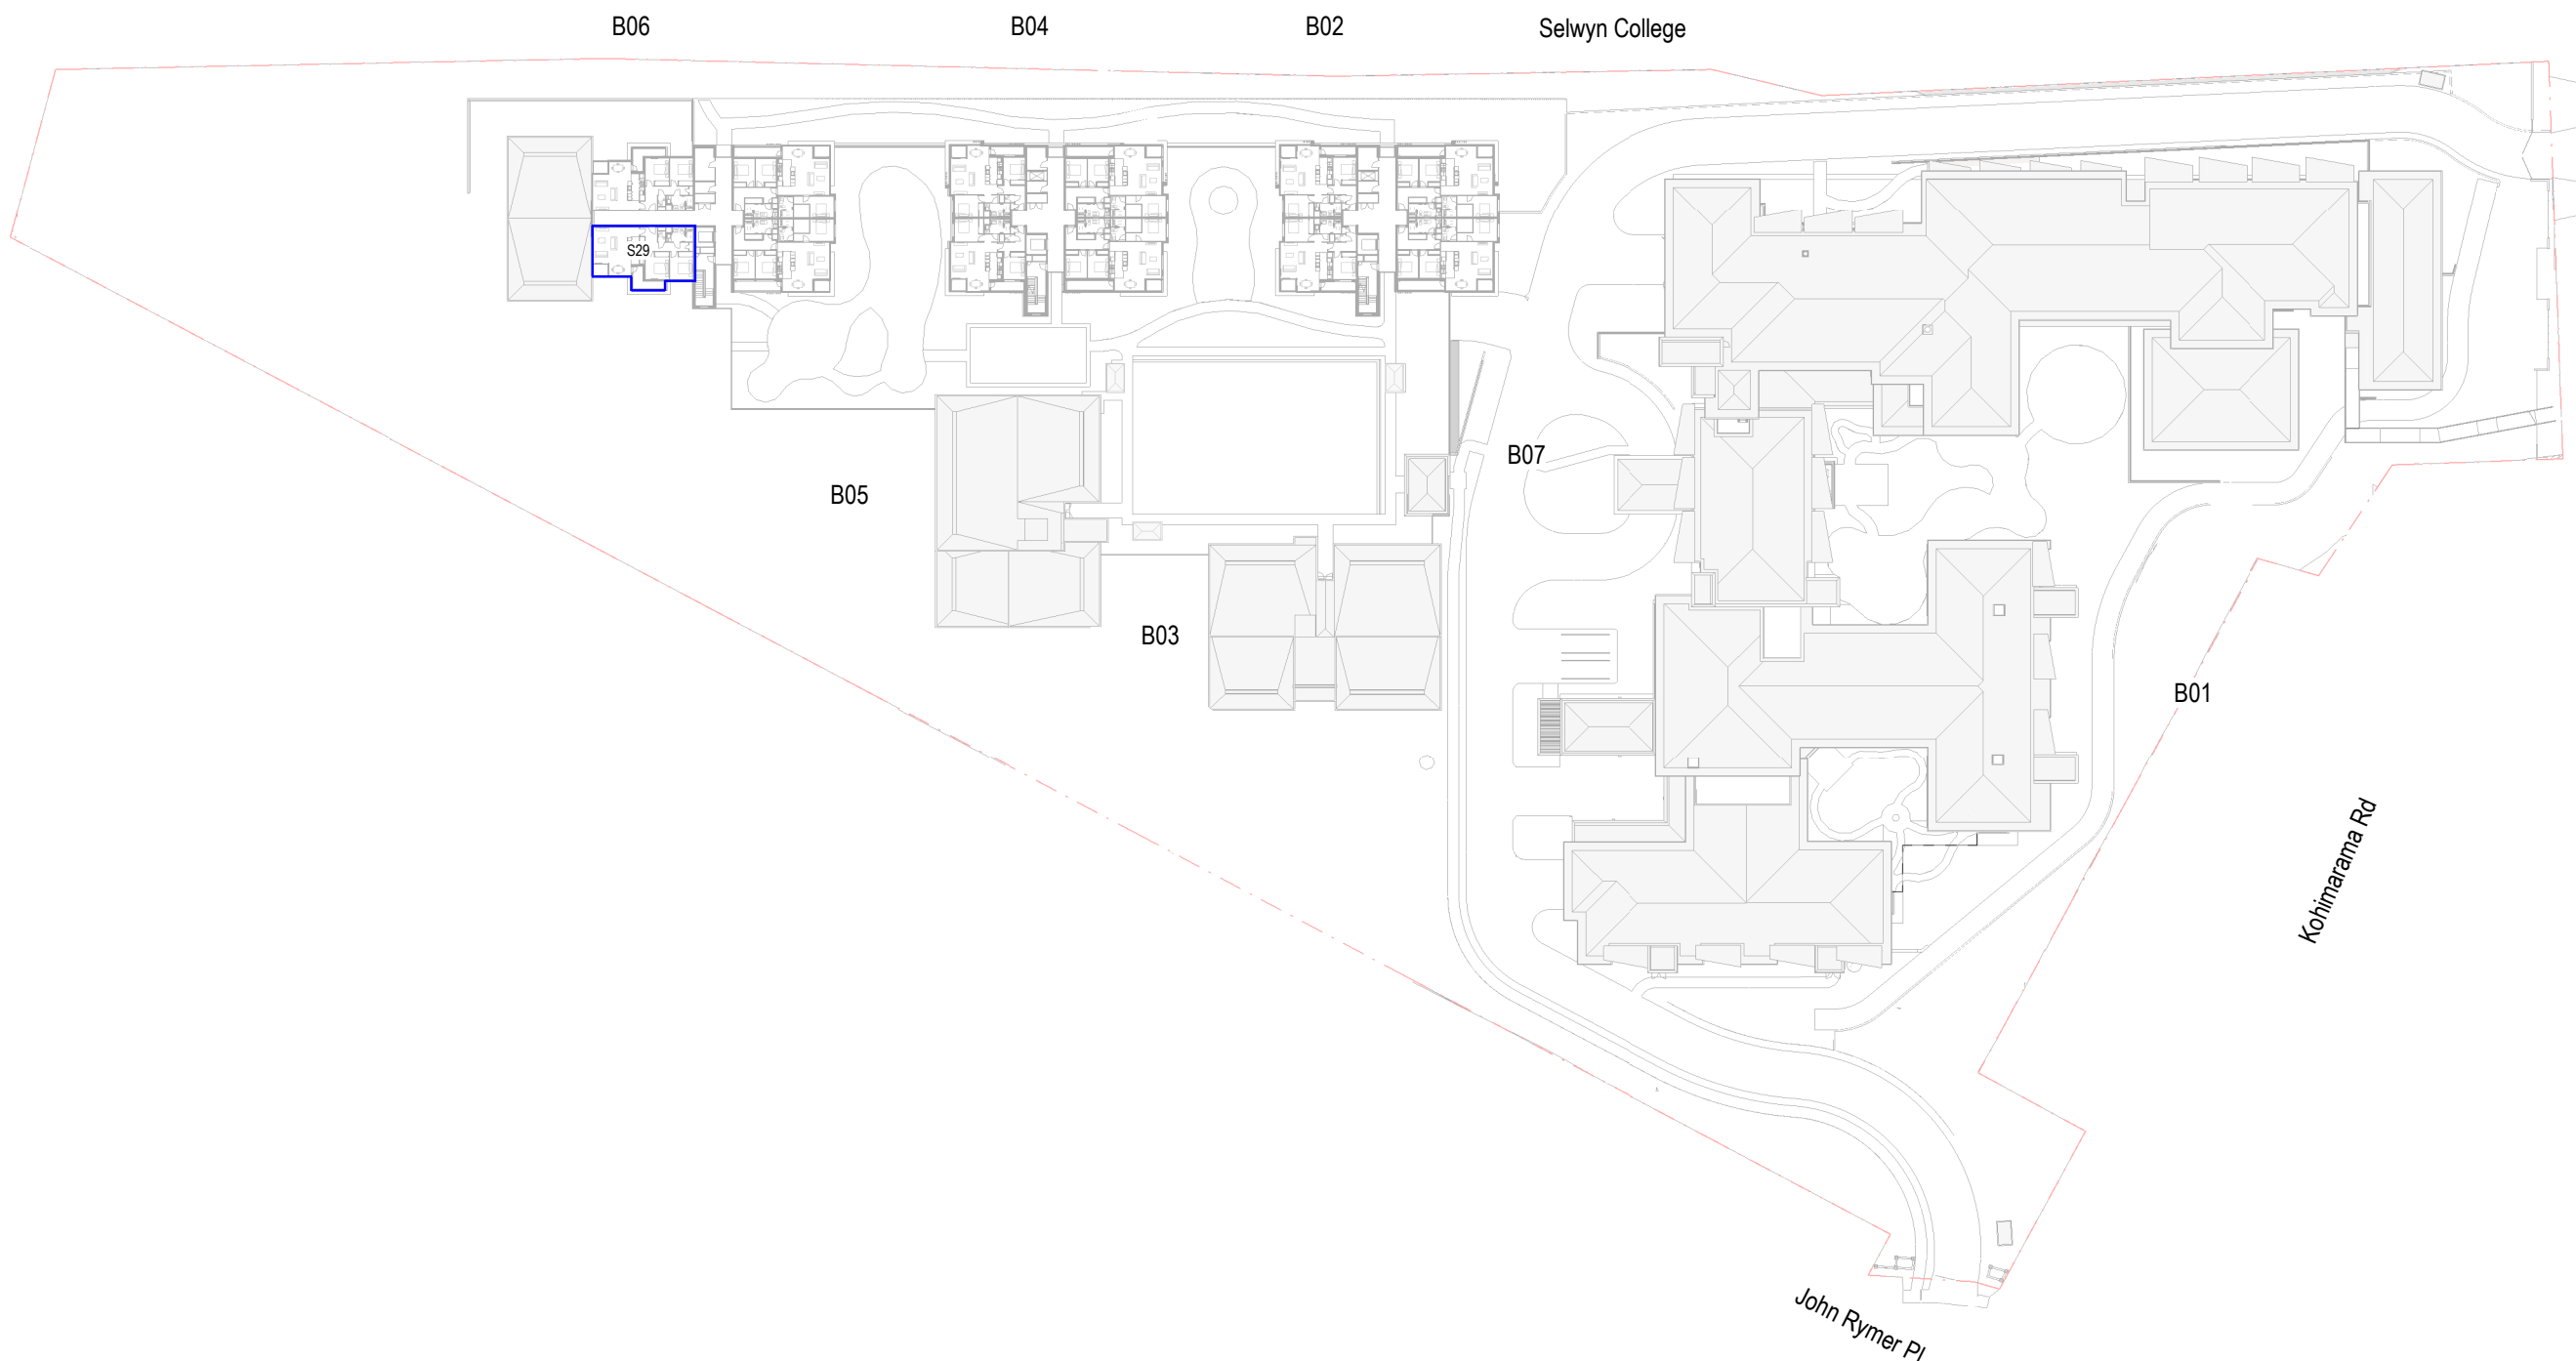 B06
B04
B02
Selwyn College
S29
B07
B05
B03
B01
Kohimarama Rd
John Rymer Pl